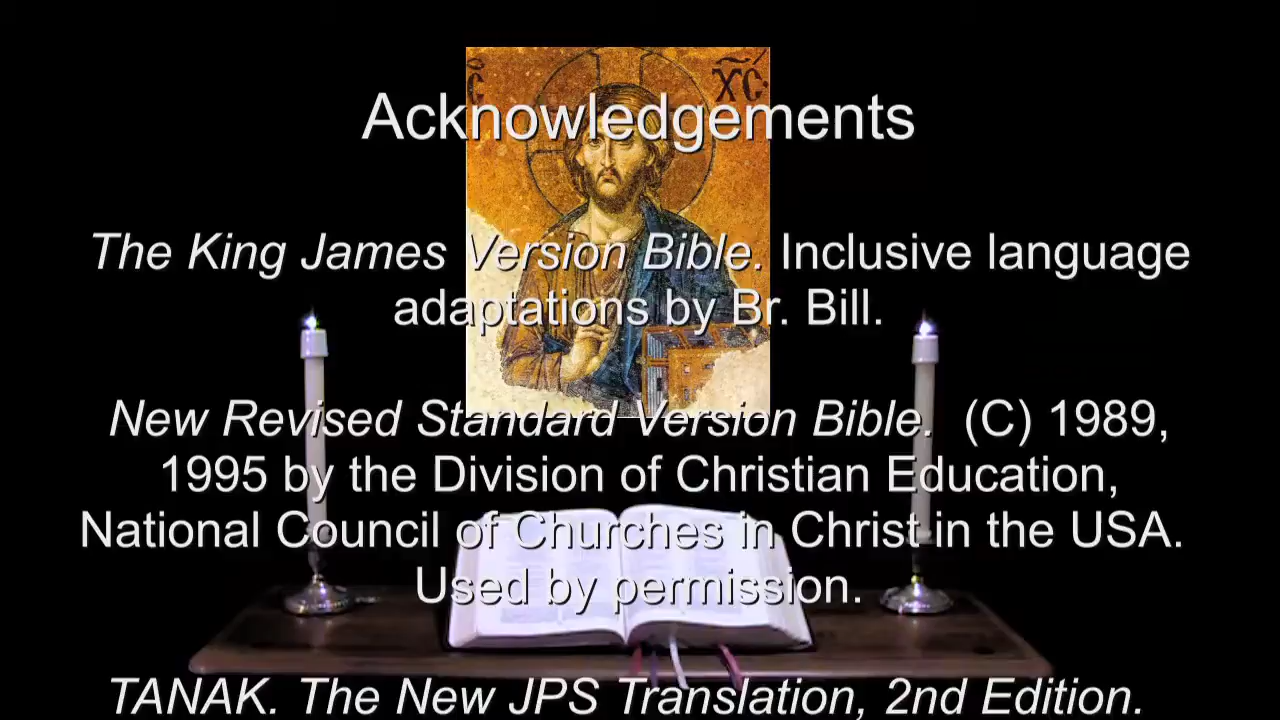 XC
Acknowledgements
The King James Version Bible. Inclusive language
adaptations by Br. Bill.
New Revised Standard Version Bible. (C) 1989,
1995 by the Division of Christian Education,
National Council of Churches in Christ in the USA.
Used by permission.
TANAK. The New JPS Translation, 2nd Edition.